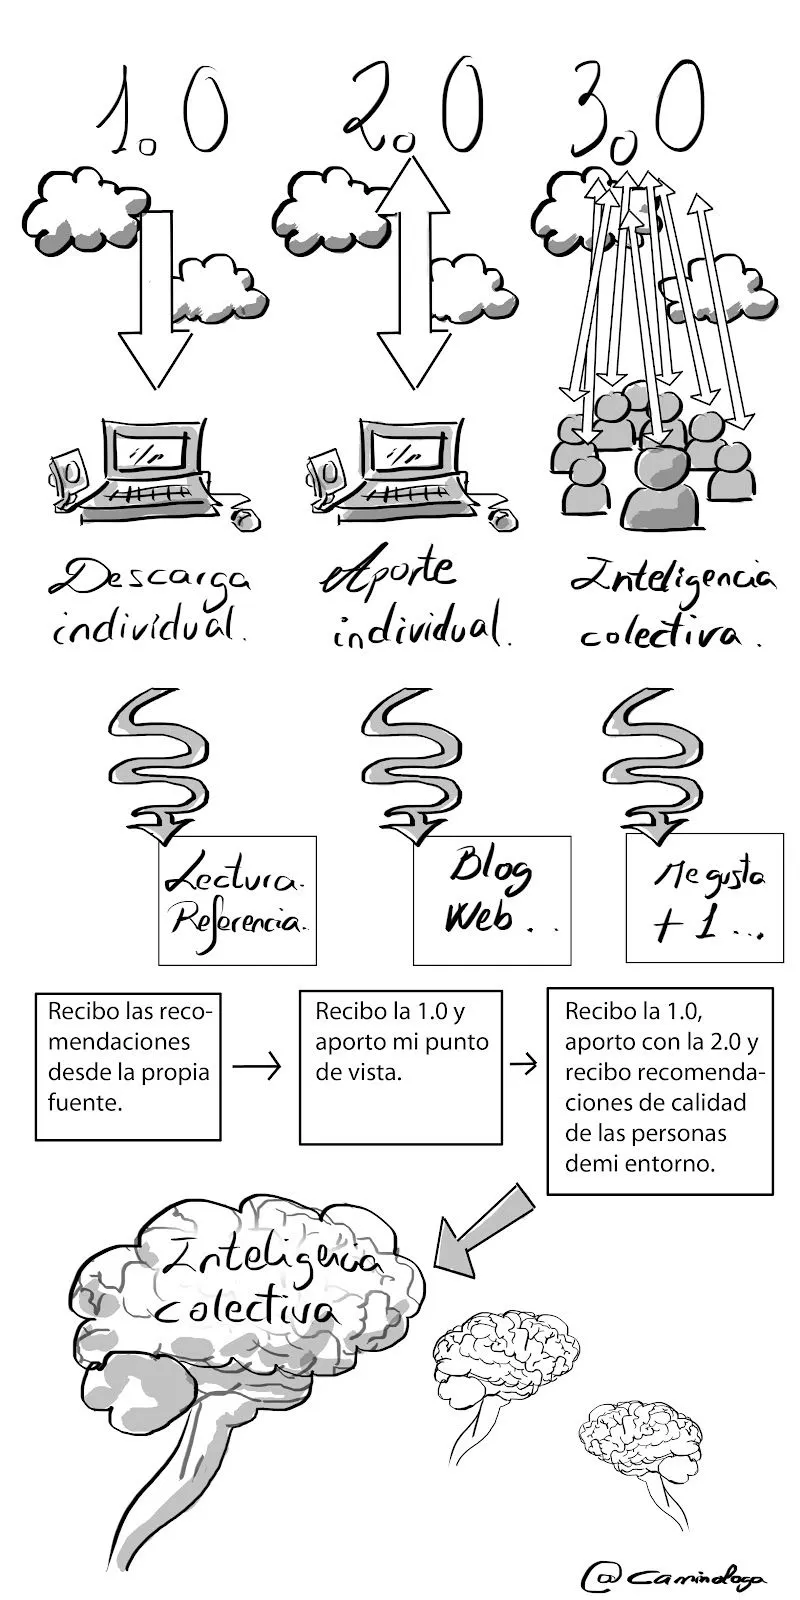 1.0
2.0
3.0
Descarga
individual.
Aporte
individual.
Inteligencia
colectiva.
Lectura.
Referencia.
Blog
Web...
Me gusta
+1...
Recibo las reco-
mendaciones
desde la propia
fuente.
Recibo la 1.0 y
aporto mi punto
de vista.
Recibo la 1.0,
aporto con la 2.0 y
recibo recomenda-
ciones de calidad
de las personas
demi entorno.
Inteligencia
colectiva
@caminologa